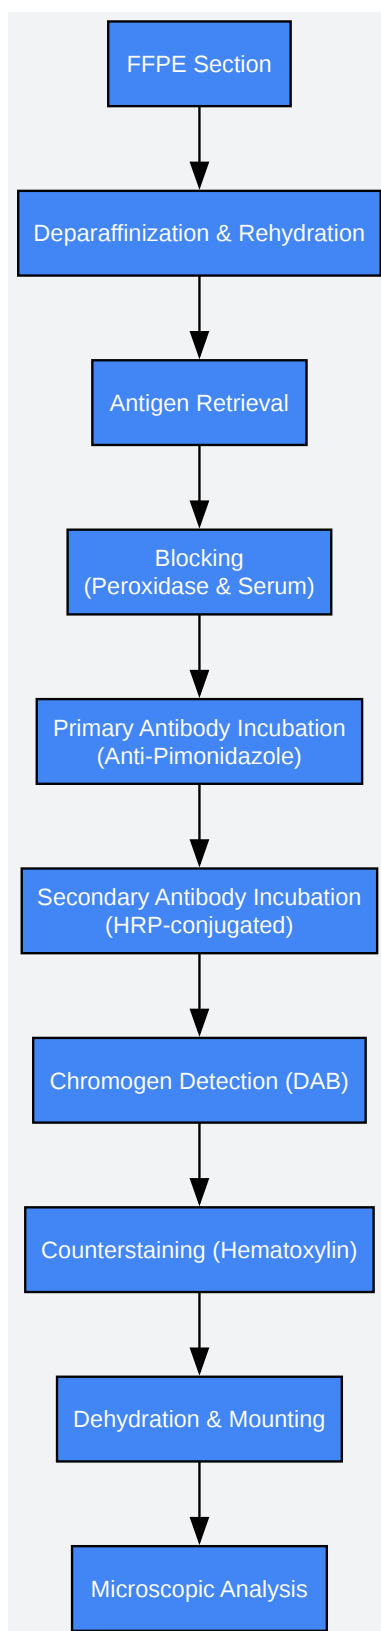 FFPE Section
Deparaffinization & Rehydration
Antigen Retrieval
Blocking
(Peroxidase & Serum)
Primary Antibody Incubation
(Anti-Pimonidazole)
Secondary Antibody Incubation
(HRP-conjugated)
Chromogen Detection (DAB)
Counterstaining (Hematoxylin)
Dehydration & Mounting
Microscopic Analysis